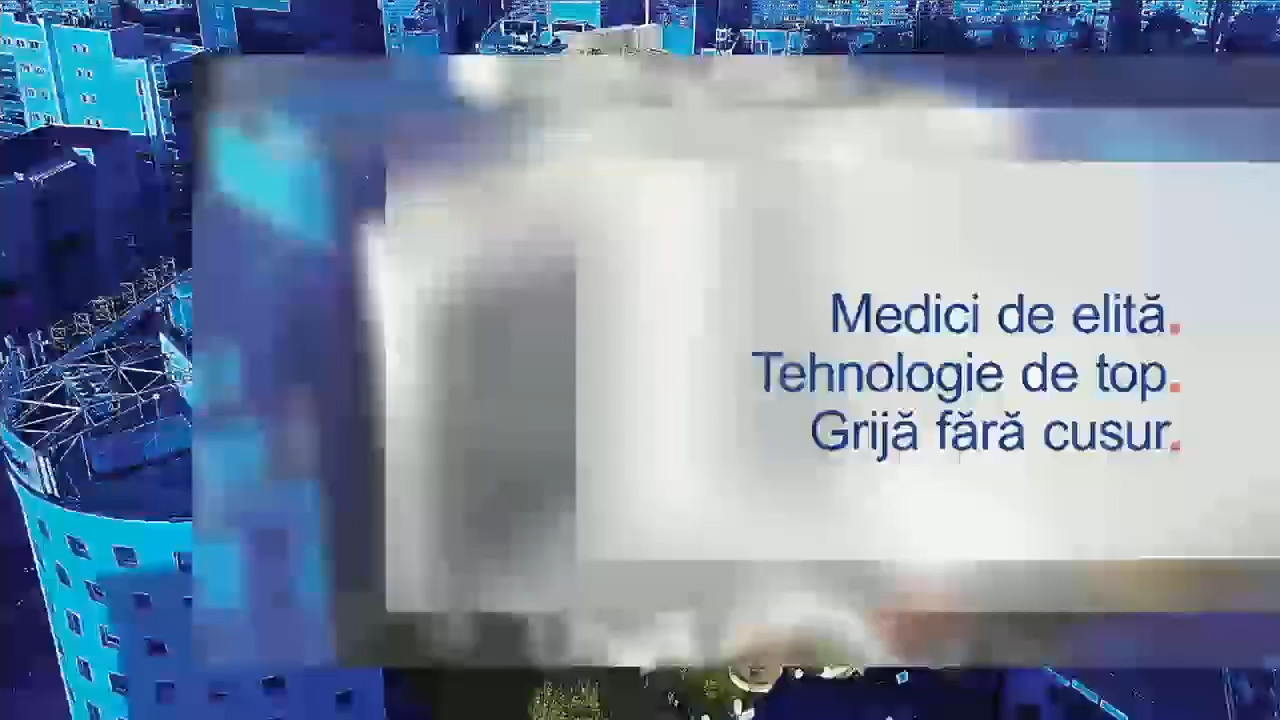 Medici de elită.
Tehnologie de top.
Grijă fără cusur.